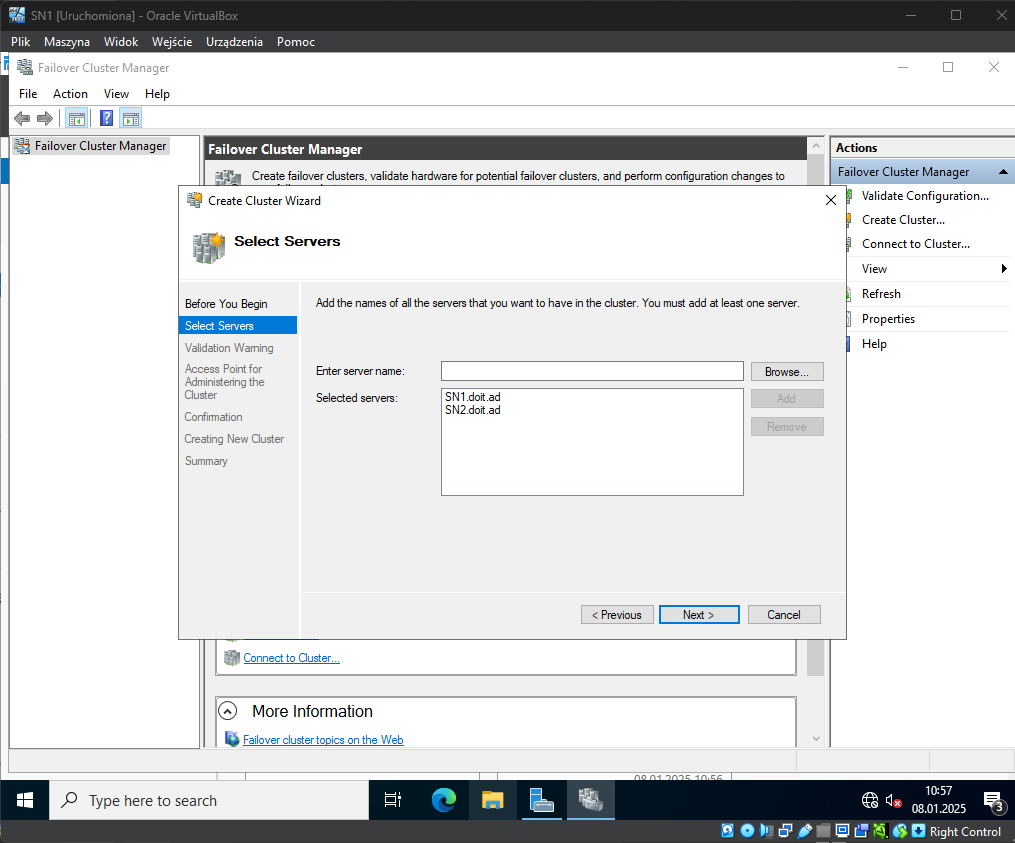 SN1 [Uruchomiona] - Oracle VirtualBox
Plik Maszyna Widok Wejście Urządzenia Pomoc
Failover Cluster Manager
File Action View Help
Failover Cluster Manager
Failover Cluster Manager
Create failover clusters, validate hardware for potential failover clusters, and perform configuration changes to
Actions
Failover Cluster Manager
Validate Configuration...
Create Cluster...
Connect to Cluster...
View
Refresh
Properties
Help
Create Cluster Wizard
Select Servers
Before You Begin
Select Servers
Validation Warning
Access Point for
Administering the
Cluster
Confirmation
Creating New Cluster
Summary
Add the names of all the servers that you want to have in the cluster. You must add at least one server.
Enter server name:
Browse...
Selected servers:
SN1.doit.ad
SN2.doit.ad
Add
Remove
< Previous
Next >
Cancel
Connect to Cluster...
More Information
Failover cluster topics on the Web
08.01.2025 10:56
Type here to search
10:57
08.01.2025
3
Right Control